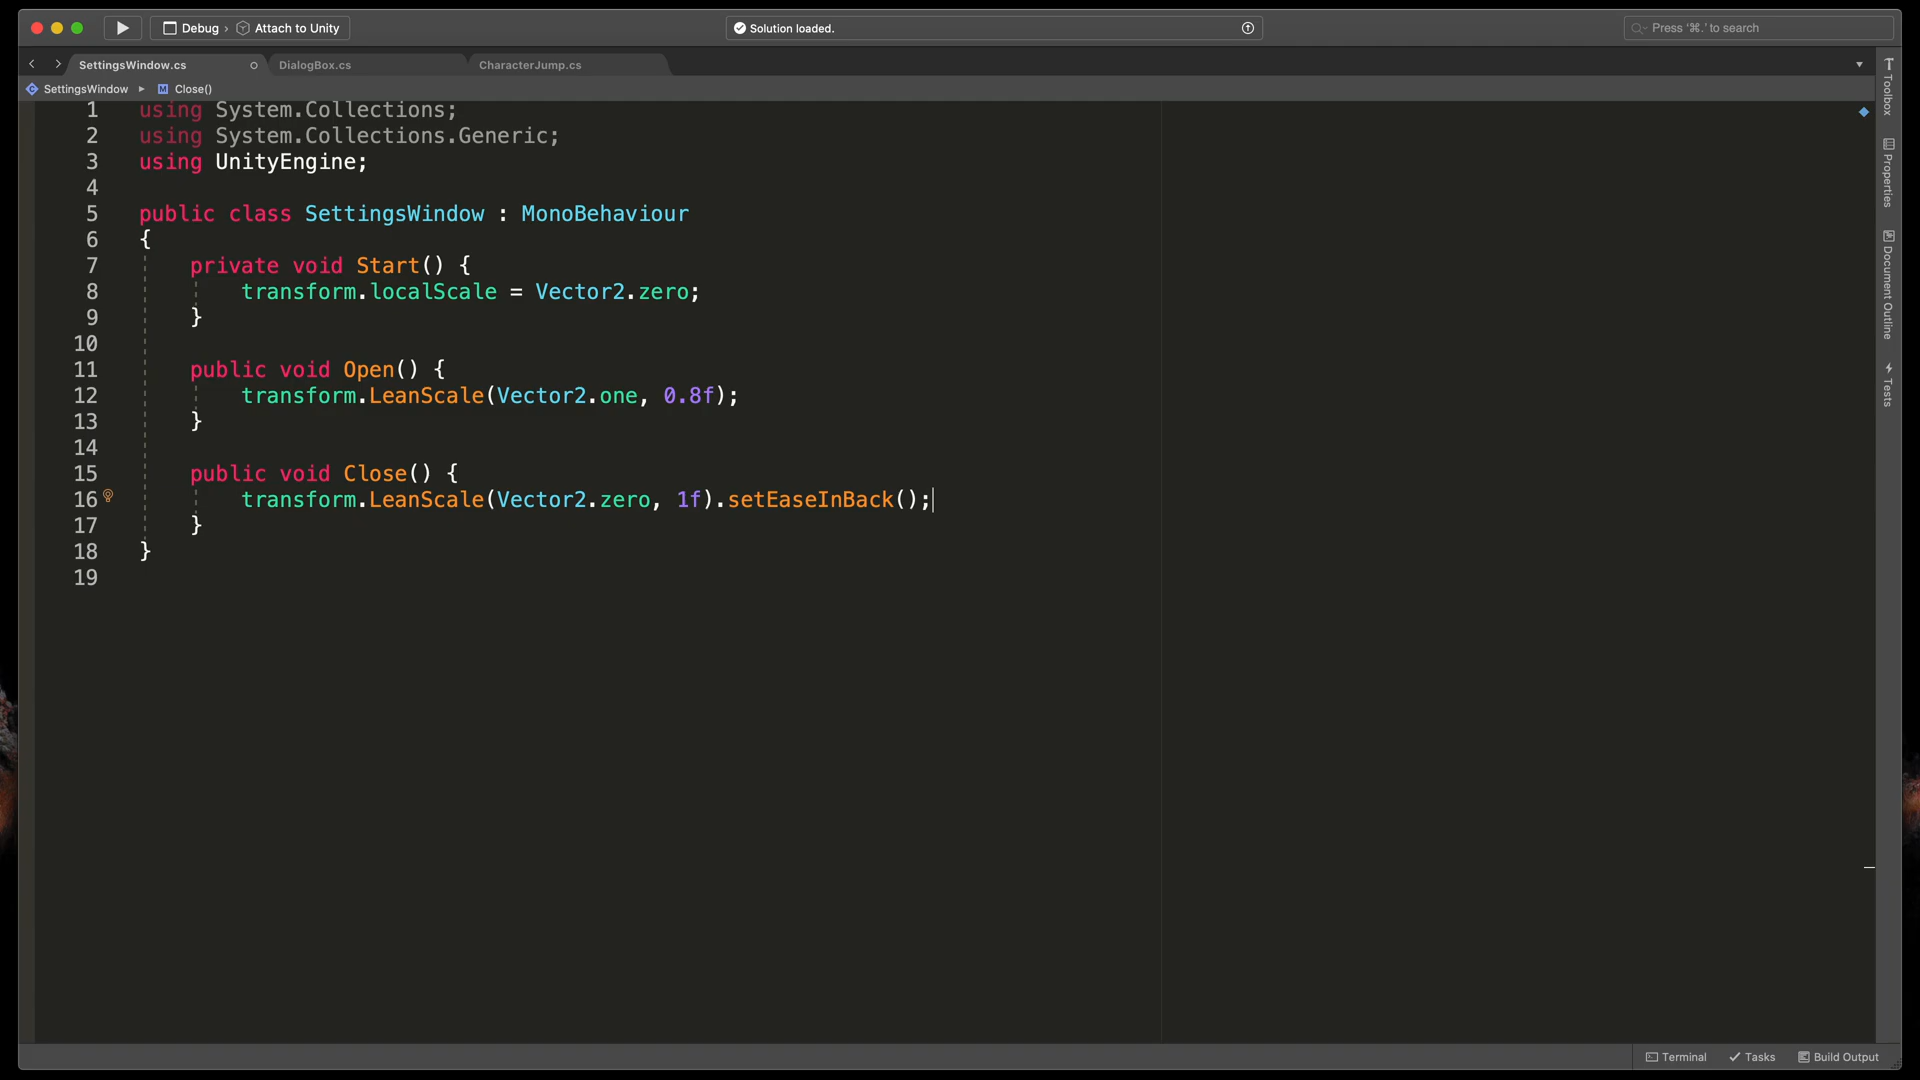 Debug › Attach to Unity
Solution loaded.
Press ‘⌘.’ to search
SettingsWindow.cs
DialogBox.cs
CharacterJump.cs
SettingsWindow
Close()
1 using System.Collections;
2 using System.Collections.Generic;
3 using UnityEngine;
4
5 public class SettingsWindow : MonoBehaviour
6 {
7 private void Start() {
8 transform.localScale = Vector2.zero;
9 }
10
11 public void Open() {
12 transform.LeanScale(Vector2.one, 0.8f);
13 }
14
15 public void Close() {
16 transform.LeanScale(Vector2.zero, 1f).setEaseInBack();
17 }
18 }
19
Toolbox
Properties
Document Outline
Tests
Terminal
Tasks
Build Output